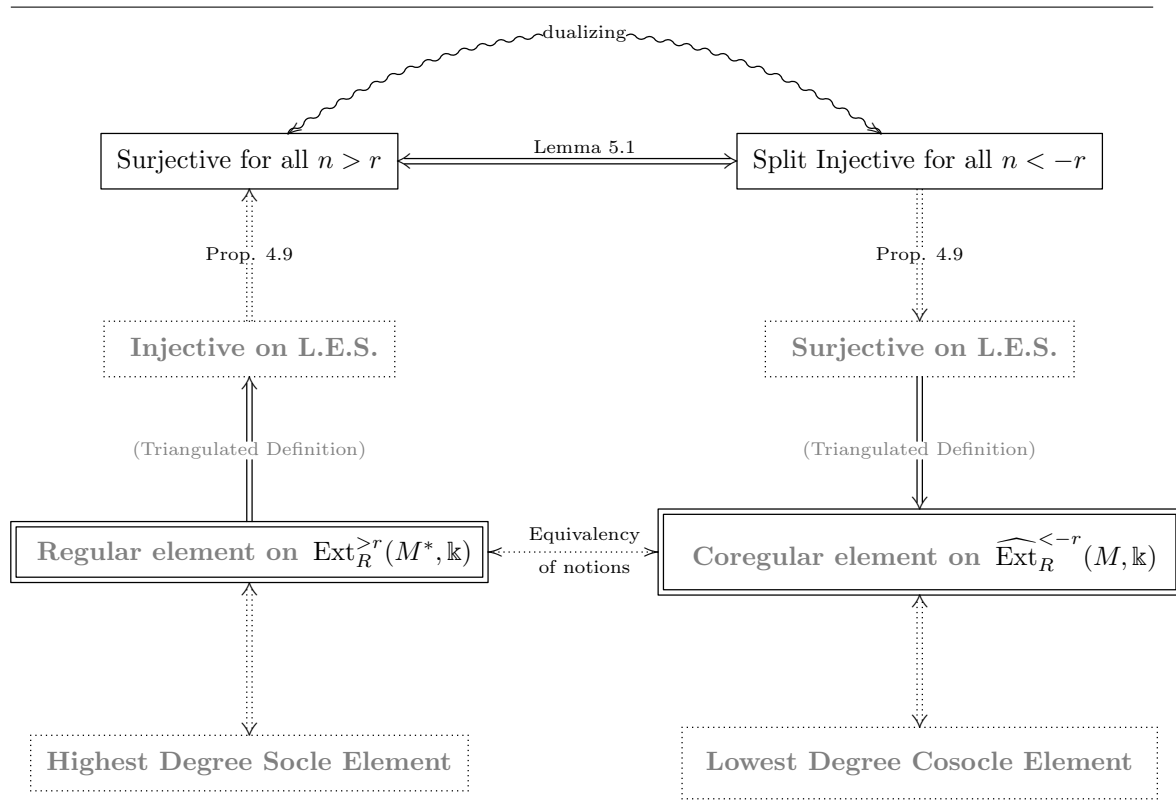 dualizing
Surjective for all n > r
Lemma 5.1
Split Injective for all n < −r
Prop. 4.9
Prop. 4.9
Injective on L.E.S.
Surjective on L.E.S.
(Triangulated Definition)
(Triangulated Definition)
Regular element on Ext_R^{>r}(M*, 𝕜)
Equivalency
of notions
Coregular element on \widehat{Ext}_R^{<−r}(M, 𝕜)
Highest Degree Socle Element
Lowest Degree Cosocle Element